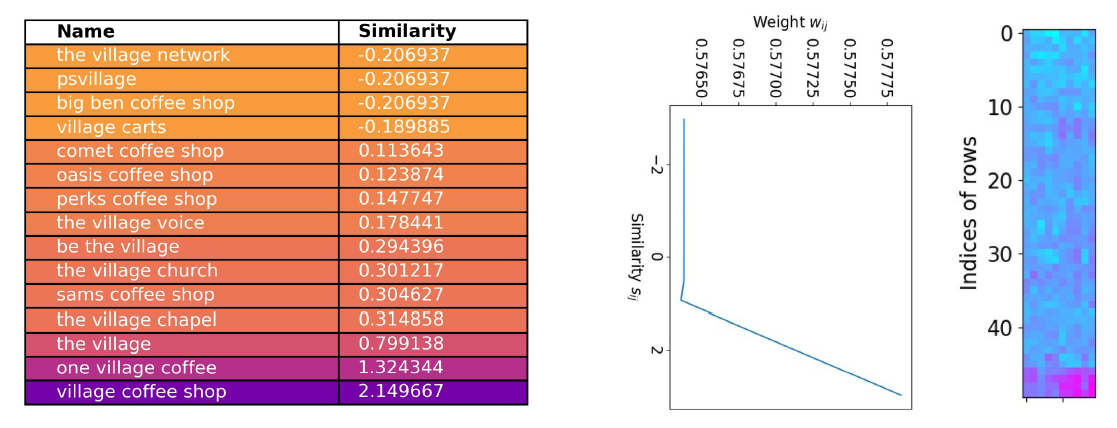 Name Similarity
the village network -0.206937
psvillage -0.206937
big ben coffee shop -0.206937
village carts -0.189885
comet coffee shop 0.113643
oasis coffee shop 0.123874
perks coffee shop 0.147747
the village voice 0.178441
be the village 0.294396
the village church 0.301217
sams coffee shop 0.304627
the village chapel 0.314858
the village 0.799138
one village coffee 1.324344
village coffee shop 2.149667
Weight wij
0.57650 0.57675 0.57700 0.57725 0.57750 0.57775
−2
0
2
Similarity sij
Indices of rows
0
10
20
30
40